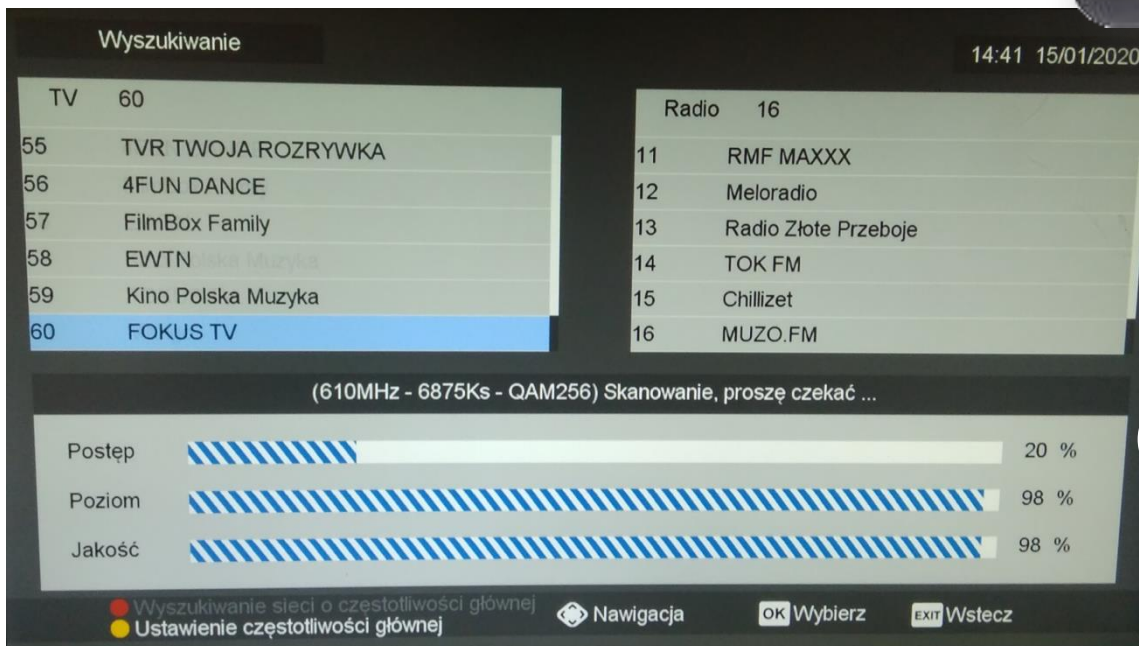 Wyszukiwanie
14:41 15/01/2020
TV 60
55 TVR TWOJA ROZRYWKA
56 4FUN DANCE
57 FilmBox Family
58 EWTN
59 Kino Polska Muzyka
60 FOKUS TV
Radio 16
11 RMF MAXXX
12 Meloradio
13 Radio Złote Przeboje
14 TOK FM
15 Chillizet
16 MUZO.FM
(610MHz - 6875Ks - QAM256) Skanowanie, proszę czekać ...
Postęp 20 %
Poziom 98 %
Jakość 98 %
Wyszukiwanie sieci o częstotliwości głównej
Ustawienie częstotliwości głównej
Nawigacja
OK Wybierz
EXIT Wstecz